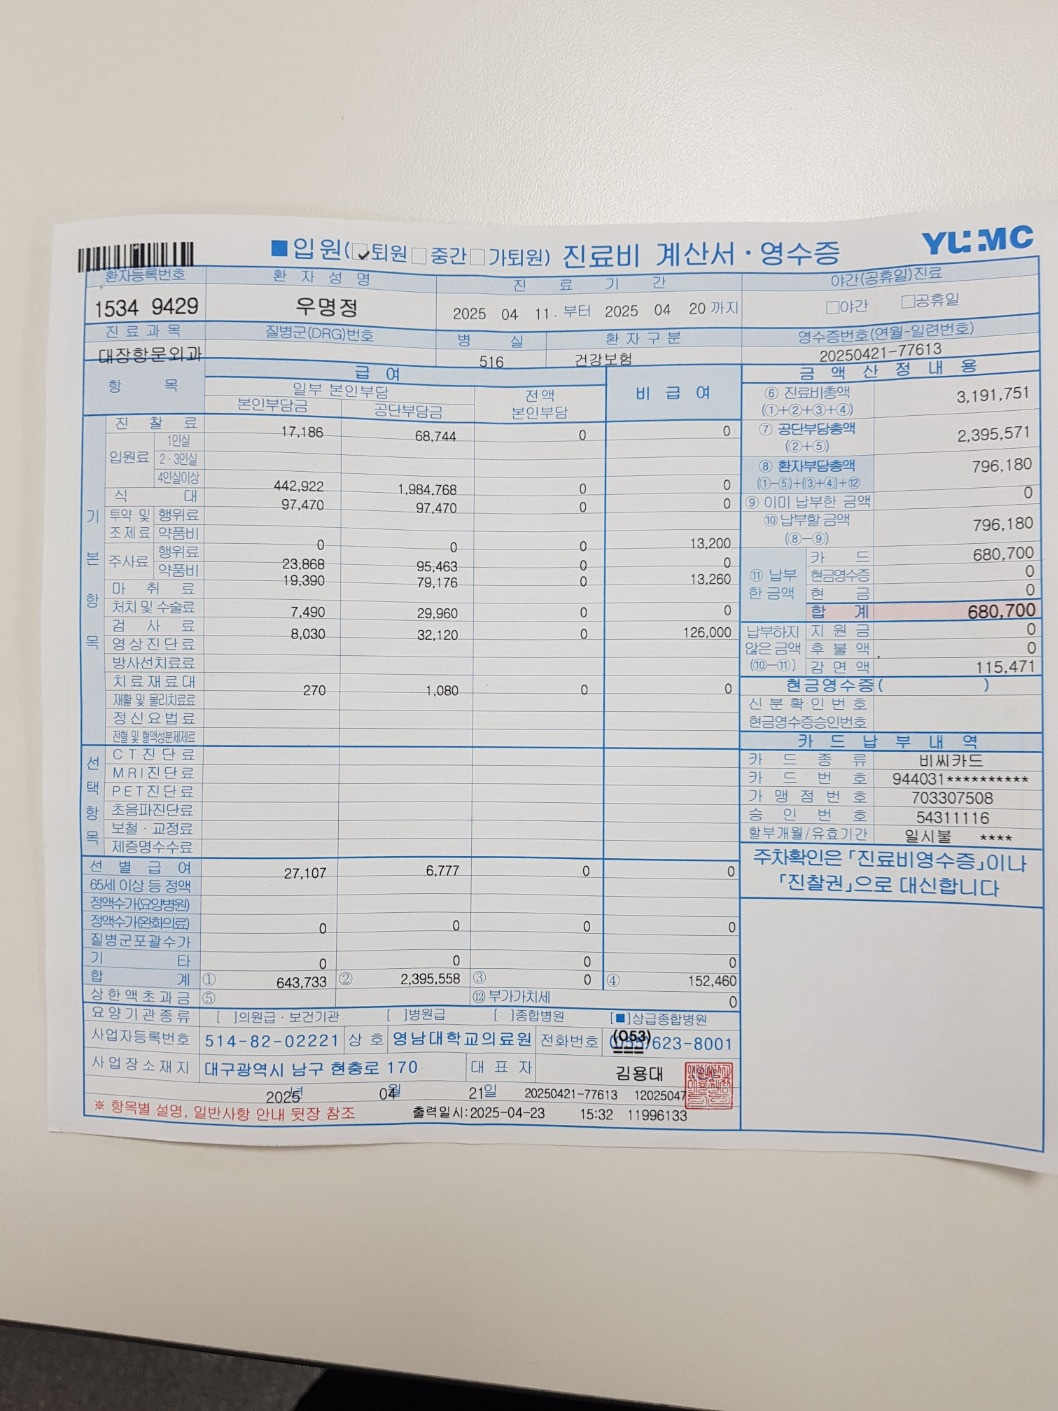 ■입원(☑퇴원 □중간 □가퇴원) 진료비 계산서·영수증
YUMC
환자등록번호 환자성명 진료기간 야간(공휴일)진료
1534 9429 우명정 2025 04 11. 부터 2025 04 20 까지 □야간 □공휴일
진료과목 질병군(DRG)번호 병실 환자구분 영수증번호(연월-일련번호)
대장항문외과 516 건강보험 20250421-77613
항목 급여 비급여
일부 본인부담 전액 본인부담
본인부담금 공단부담금
기본항목
진찰료 17,186 68,744 0 0
입원료 1인실
2·3인실
4인실이상 442,922 1,984,768 0 0
식대 97,470 97,470 0 0
투약 및 조제료 행위료
약품비 0 0 0 13,200
주사료 행위료 23,868 95,463 0
약품비 19,390 79,176 0 13,260
마취료
처치 및 수술료 7,490 29,960 0 0
검사료 8,030 32,120 0 126,000
영상진단료
방사선치료료
치료재료대 270 1,080 0 0
재활 및 물리치료료
정신요법료
전혈 및 혈액성분제제료
선택항목
CT진단료
MRI진단료
PET진단료
초음파진단료
보철·교정료
제증명수수료
선별급여 27,107 6,777 0 0
65세 이상 등 정액
정액수가(요양병원)
정액수가(완화의료) 0 0 0 0
질병군포괄수가
기타 0 0 0 0
합계 ① 643,733 ② 2,395,558 ③ 0 ④ 152,460
상한액초과금 ⑤ ⑫ 부가가치세 0
요양기관종류 [ ]의원급·보건기관 [ ]병원급 [ ]종합병원 [■]상급종합병원
사업자등록번호 514-82-02221 상호 영남대학교의료원 전화번호 (053)623-8001
(053)
사업장소재지 대구광역시 남구 현충로 170 대표자 김용대
2025년 04월 21일 20250421-77613 12025047
※ 항목별 설명, 일반사항 안내 뒷장 참조 출력일시:2025-04-23 15:32 11996133
금액산정내용
⑥ 진료비총액 (①+②+③+④) 3,191,751
⑦ 공단부담총액 (②+⑤) 2,395,571
⑧ 환자부담총액 (①-⑤)+(③+④)+⑫ 796,180
⑨ 이미 납부한 금액 0
⑩ 납부할 금액 (⑧-⑨) 796,180
⑪ 납부한 금액 카드 680,700
현금영수증 0
현금 0
합계 680,700
납부하지 않은 금액 (⑩-⑪) 지원금 0
후불액 0
감면액 115,471
현금영수증( )
신분확인번호
현금영수증승인번호
카드납부내역
카드종류 비씨카드
카드번호 944031**********
가맹점번호 703307508
승인번호 54311116
할부개월/유효기간 일시불 ****
주차확인은 「진료비영수증」이나
「진찰권」으로 대신합니다